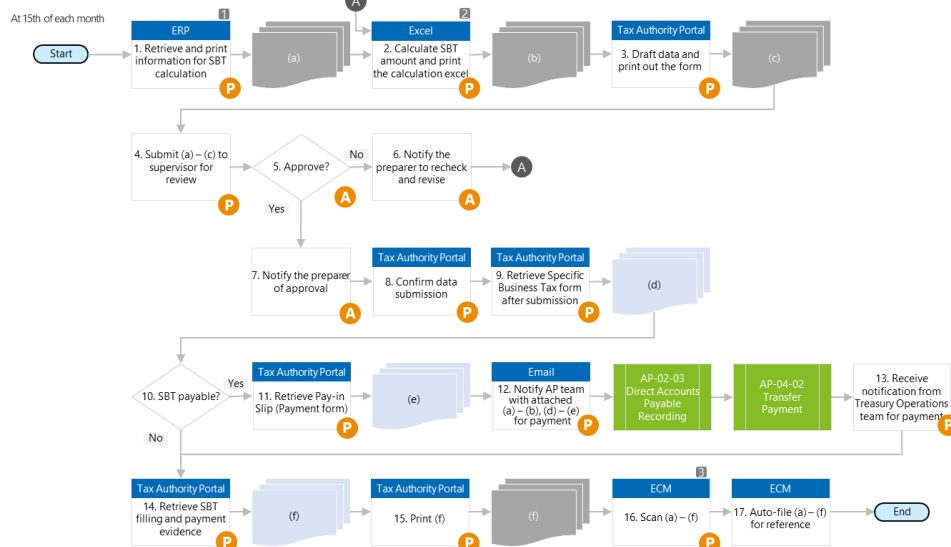 At 15th of each month
A
1
2
ERP
Excel
Tax Authority Portal
Start
1. Retrieve and print
information for SBT
calculation
P
(a)
2. Calculate SBT
amount and print
the calculation excel
P
(b)
3. Draft data and
print out the form
P
(c)
4. Submit (a) – (c) to
supervisor for
review
P
5. Approve?
A
No
6. Notify the
preparer to recheck
and revise
A
A
Yes
7. Notify the preparer
of approval
A
Tax Authority Portal
8. Confirm data
submission
P
Tax Authority Portal
9. Retrieve Specific
Business Tax form
after submission
P
(d)
10. SBT payable?
Yes
Tax Authority Portal
11. Retrieve Pay-in
Slip (Payment form)
P
(e)
Email
12. Notify AP team
with attached
(a) – (b), (d) – (e)
for payment
P
AP-02-03
Direct Accounts
Payable
Recording
AP-04-02
Transfer
Payment
13. Receive
notification from
Treasury Operations
team for payment
P
No
Tax Authority Portal
14. Retrieve SBT
filling and payment
evidence
P
(f)
Tax Authority Portal
15. Print (f)
P
(f)
3
ECM
16. Scan (a) – (f)
P
ECM
17. Auto-file (a) – (f)
for reference
End